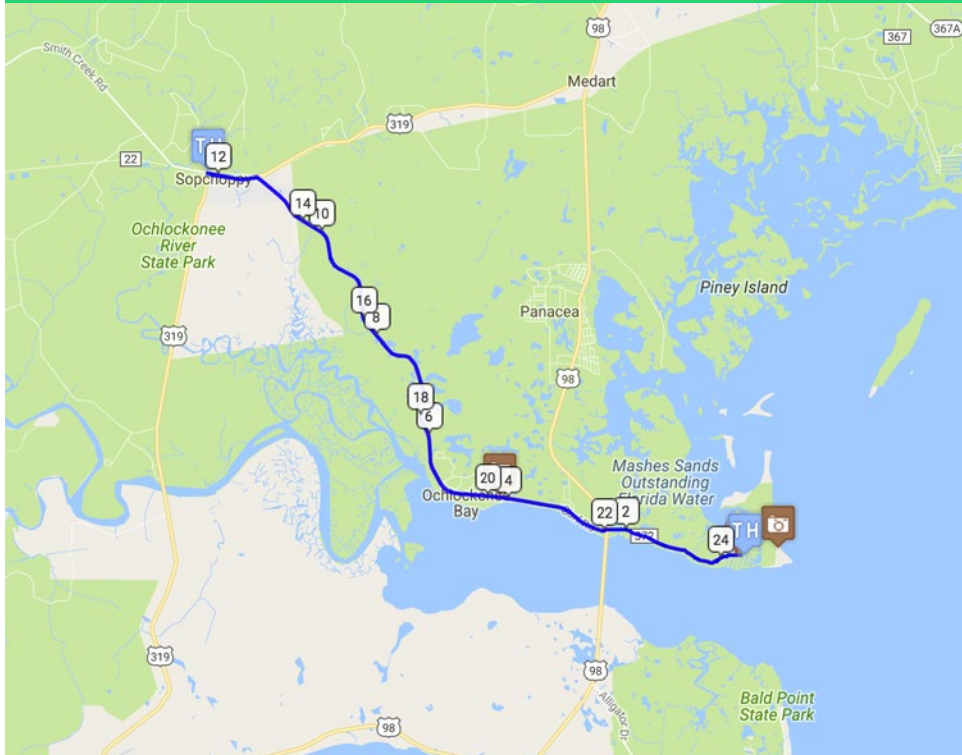 98
367
367A
Smith Creek Rd
Medart
319
TH
22
12
Sopchoppy
14
10
Ochlockonee
River
State Park
Piney Island
16
8
Panacea
319
98
18
6
Mashes Sands
Outstanding
Florida Water
20
4
Ochlockonee
Bay
22
2
372
24
TH
319
98
Alligator Dr
Bald Point
State Park
98